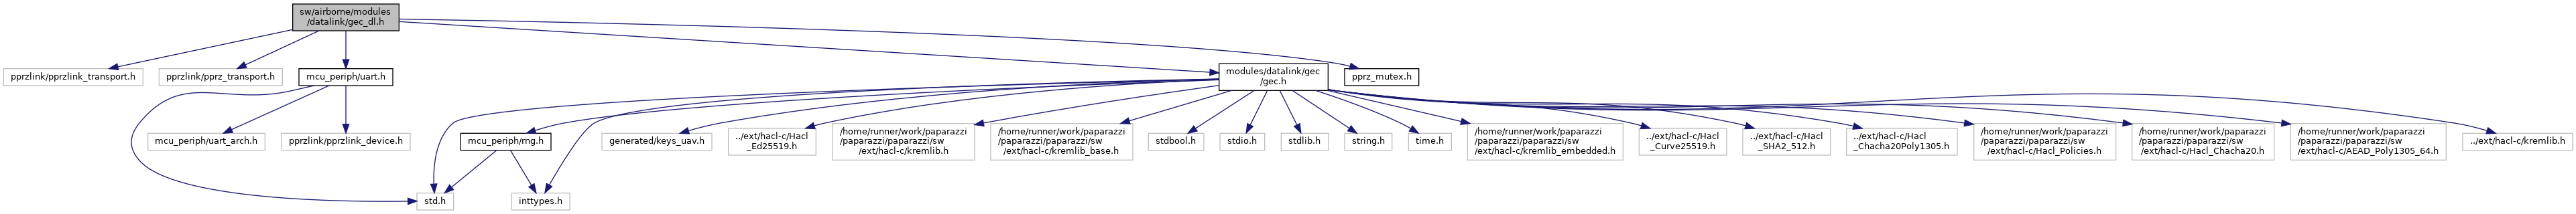 sw/airborne/modules
/datalink/gec_dl.h
pprzlink/pprzlink_transport.h
pprzlink/pprz_transport.h
mcu_periph/uart.h
modules/datalink/gec
/gec.h
pprz_mutex.h
mcu_periph/uart_arch.h
pprzlink/pprzlink_device.h
mcu_periph/rng.h
generated/keys_uav.h
../ext/hacl-c/Hacl
_Ed25519.h
/home/runner/work/paparazzi
/paparazzi/paparazzi/sw
/ext/hacl-c/kremlib.h
/home/runner/work/paparazzi
/paparazzi/paparazzi/sw
/ext/hacl-c/kremlib_base.h
stdbool.h
stdio.h
stdlib.h
string.h
time.h
/home/runner/work/paparazzi
/paparazzi/paparazzi/sw
/ext/hacl-c/kremlib_embedded.h
../ext/hacl-c/Hacl
_Curve25519.h
../ext/hacl-c/Hacl
_SHA2_512.h
../ext/hacl-c/Hacl
_Chacha20Poly1305.h
/home/runner/work/paparazzi
/paparazzi/paparazzi/sw
/ext/hacl-c/Hacl_Policies.h
/home/runner/work/paparazzi
/paparazzi/paparazzi/sw
/ext/hacl-c/Hacl_Chacha20.h
/home/runner/work/paparazzi
/paparazzi/paparazzi/sw
/ext/hacl-c/AEAD_Poly1305_64.h
../ext/hacl-c/kremlib.h
std.h
inttypes.h